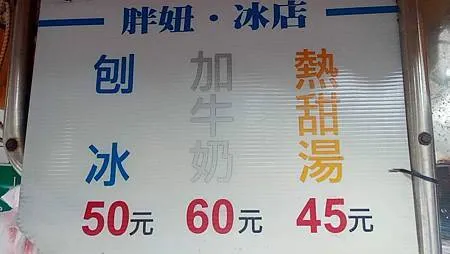 胖妞·冰店
刨冰
加牛奶
熱甜湯
50元
60元
45元